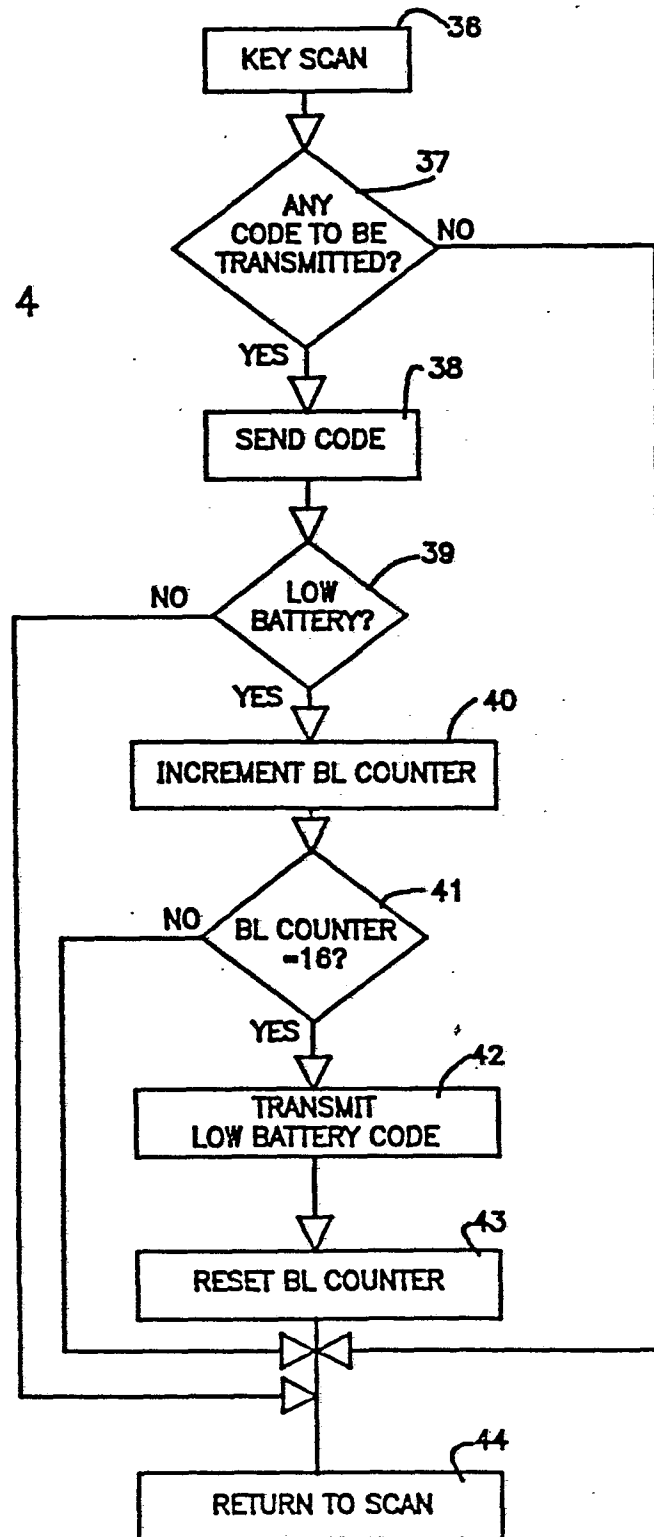 36
KEY SCAN
37
ANY
CODE TO BE
TRANSMITTED?
NO
4
YES
38
SEND CODE
39
NO
LOW
BATTERY?
YES
40
INCREMENT BL COUNTER
41
NO
BL COUNTER
=16?
YES
42
TRANSMIT
LOW BATTERY CODE
43
RESET BL COUNTER
44
RETURN TO SCAN